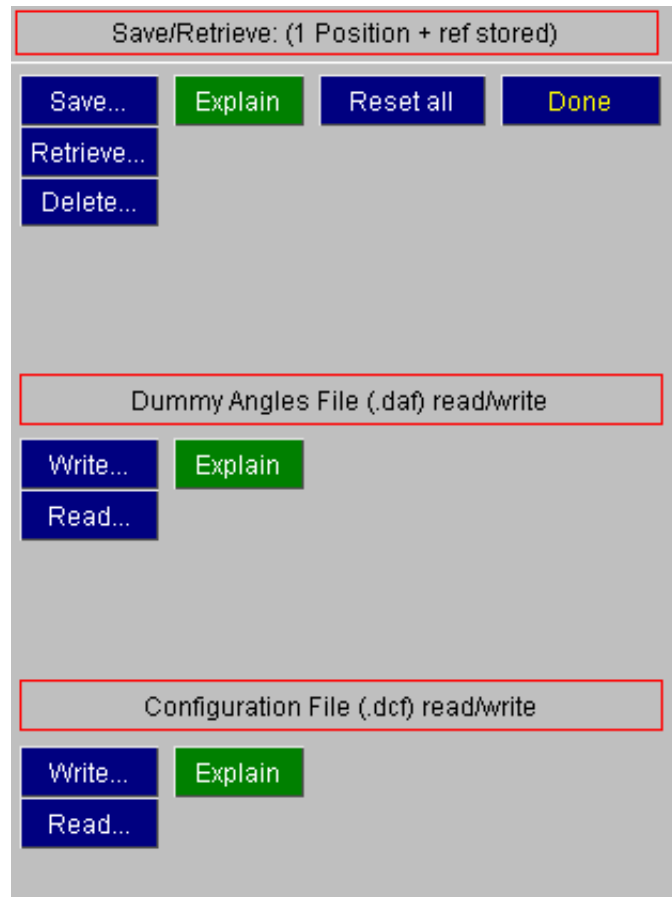 Save/Retrieve: (1 Position + ref stored)
Save... Explain Reset all Done
Retrieve...
Delete...
Dummy Angles File (.daf) read/write
Write... Explain
Read...
Configuration File (.dcf) read/write
Write... Explain
Read...